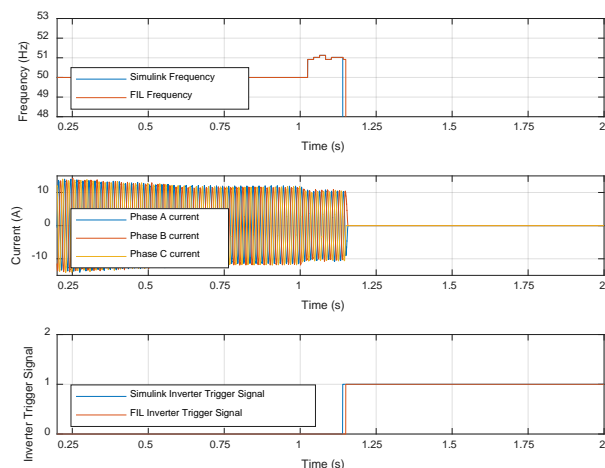 53
52
51
50
49
48
Frequency (Hz)
Simulink Frequency
FIL Frequency
0.25 0.5 0.75 1 1.25 1.5 1.75 2
Time (s)
10
0
-10
Current (A)
Phase A current
Phase B current
Phase C current
0.25 0.5 0.75 1 1.25 1.5 1.75 2
Time (s)
2
1
0
Inverter Trigger Signal
Simulink Inverter Trigger Signal
FIL Inverter Trigger Signal
0.25 0.5 0.75 1 1.25 1.5 1.75 2
Time (s)